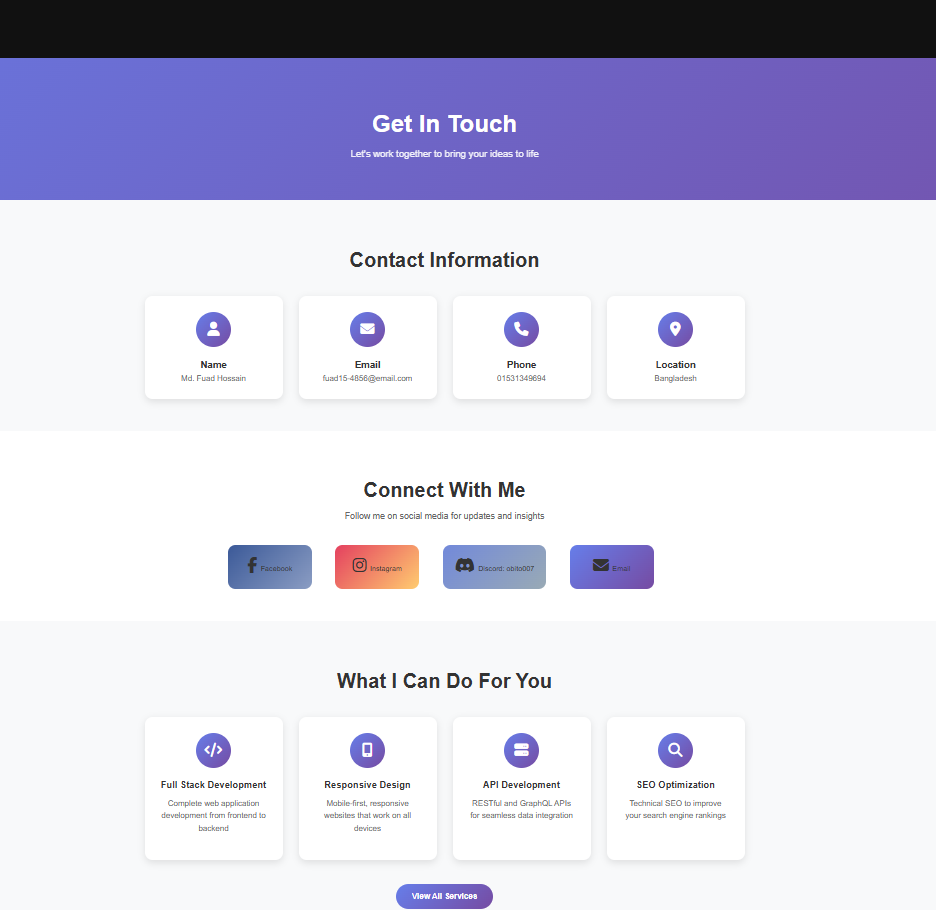 Get In Touch
Let's work together to bring your ideas to life
Contact Information
Name
Md. Fuad Hossain
Email
fuad15-4856@email.com
Phone
01531349694
Location
Bangladesh
Connect With Me
Follow me on social media for updates and insights
Facebook
Instagram
Discord: obito007
Email
What I Can Do For You
Full Stack Development
Complete web application
development from frontend to
backend
Responsive Design
Mobile-first, responsive
websites that work on all
devices
API Development
RESTful and GraphQL APIs
for seamless data integration
SEO Optimization
Technical SEO to improve
your search engine rankings
View All Services